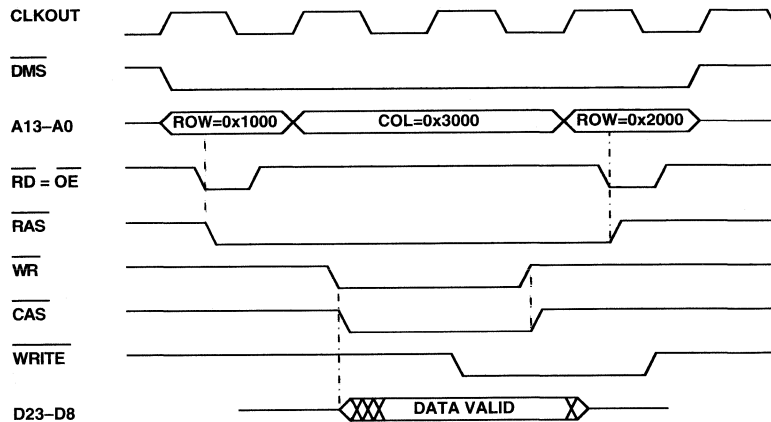 CLKOUT
DMS
A13–A0 ROW=0x1000 COL=0x3000 ROW=0x2000
RD = OE
RAS
WR
CAS
WRITE
D23–D8 DATA VALID